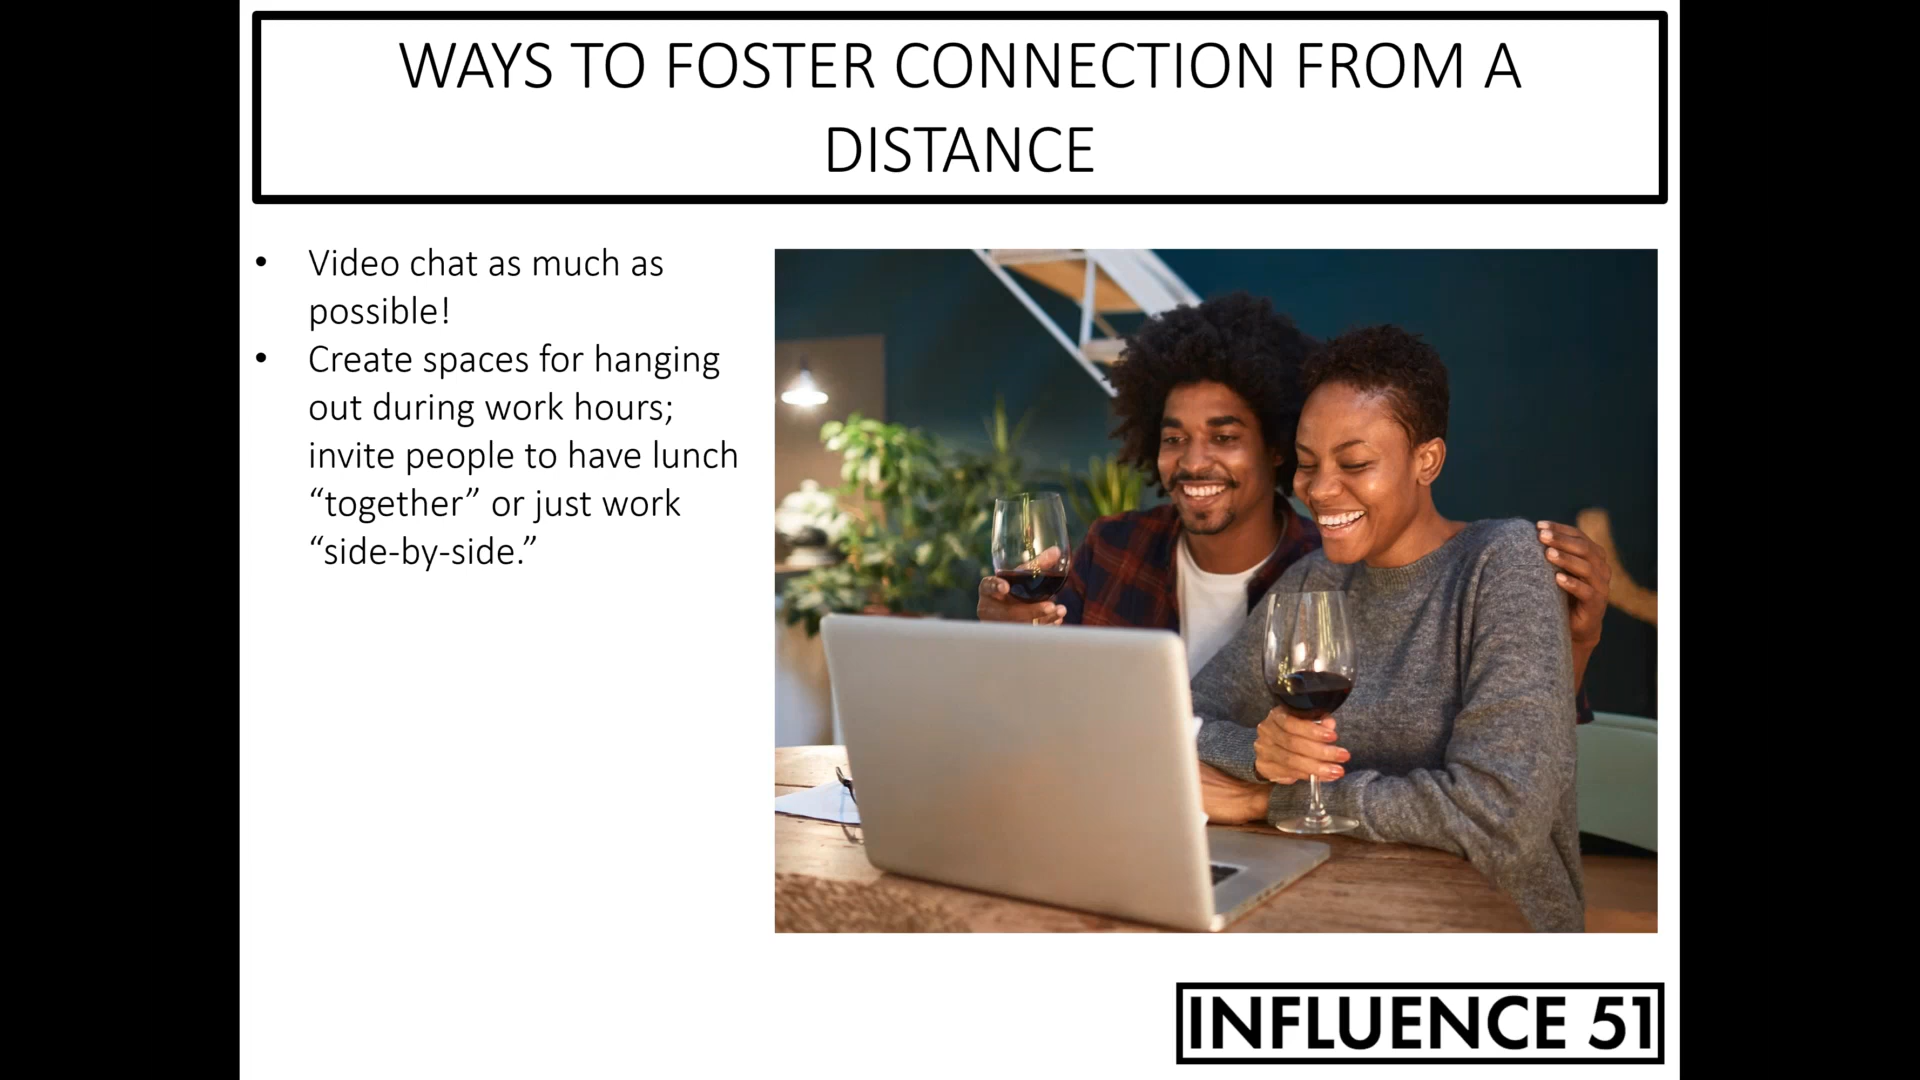 WAYS TO FOSTER CONNECTION FROM A
DISTANCE
• Video chat as much as
possible!
• Create spaces for hanging
out during work hours;
invite people to have lunch
“together” or just work
“side-by-side.”
INFLUENCE 51